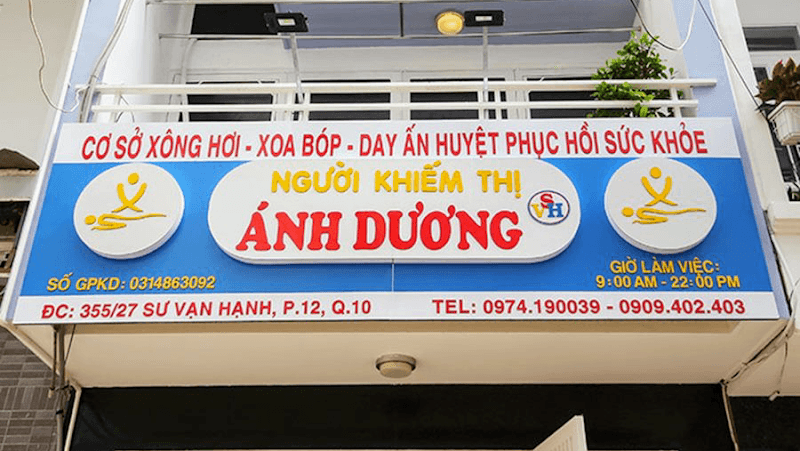 CƠ SỞ XÔNG HƠI - XOA BÓP - DAY ẤN HUYỆT PHỤC HỒI SỨC KHỎE
NGƯỜI KHIẾM THỊ
ÁNH DƯƠNG
VSH
SỐ GPKD: 0314863092
GIỜ LÀM VIỆC:
9:00 AM - 22:00 PM
ĐC: 355/27 SƯ VẠN HẠNH, P.12, Q.10
TEL: 0974.190039 - 0909.402.403